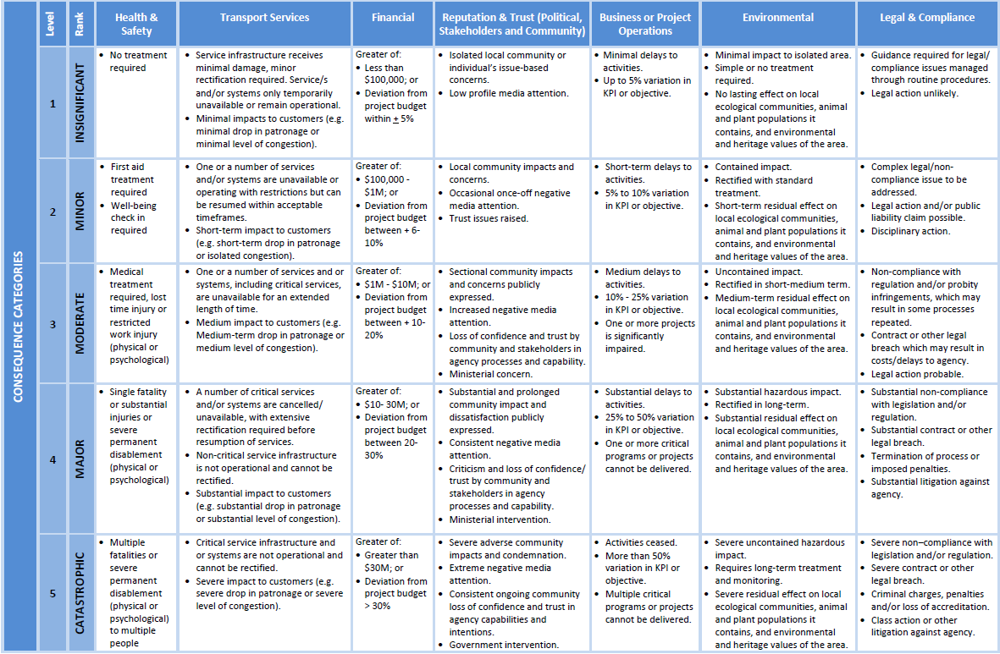 Level
Rank
Health &
Safety
Transport Services
Financial
Reputation & Trust (Political,
Stakeholders and Community)
Business or Project
Operations
Environmental
Legal & Compliance
CONSEQUENCE CATEGORIES
1
INSIGNIFICANT
• No treatment
required
• Service infrastructure receives
minimal damage, minor
rectification required. Service/s
and/or systems only temporarily
unavailable or remain operational.
• Minimal impacts to customers (e.g.
minimal drop in patronage or
minimal level of congestion).
Greater of:
• Less than
$100,000; or
• Deviation from
project budget
within ± 5%
• Isolated local community or
individual's issue-based
concerns.
• Low profile media attention.
• Minimal delays to
activities.
• Up to 5% variation in
KPI or objective.
• Minimal impact to isolated area.
• Simple or no treatment
required.
• No lasting effect on local
ecological communities, animal
and plant populations it
contains, and environmental
and heritage values of the area.
• Guidance required for legal/
compliance issues managed
through routine procedures.
• Legal action unlikely.
2
MINOR
• First aid
treatment
required
• Well-being
check in
required
• One or a number of services
and/or systems are unavailable or
operating with restrictions but can
be resumed within acceptable
timeframes.
• Short-term impact to customers
(e.g. short-term drop in patronage
or isolated congestion).
Greater of:
• $100,000 -
$1M; or
• Deviation from
project budget
between + 6-
10%
• Local community impacts and
concerns.
• Occasional once-off negative
media attention.
• Trust issues raised.
• Short-term delays to
activities.
• 5% to 10% variation
in KPI or objective.
• Contained impact.
• Rectified with standard
treatment.
• Short-term residual effect on
local ecological communities,
animal and plant populations it
contains, and environmental
and heritage values of the area.
• Complex legal/non-
compliance issue to be
addressed.
• Legal action and/or public
liability claim possible.
• Disciplinary action.
3
MODERATE
• Medical
treatment
required, lost
time injury or
restricted
work injury
(physical or
psychological)
• One or a number of services and or
systems, including critical services,
are unavailable for an extended
length of time.
• Medium impact to customers (e.g.
Medium-term drop in patronage or
medium level of congestion).
Greater of:
• $1M - $10M; or
• Deviation from
project budget
between + 10-
20%
• Sectional community impacts
and concerns publicly
expressed.
• Increased negative media
attention.
• Loss of confidence and trust by
community and stakeholders in
agency processes and capability.
• Ministerial concern.
• Medium delays to
activities.
• 10% - 25% variation
in KPI or objective.
• One or more projects
is significantly
impaired.
• Uncontained impact.
• Rectified in short-medium term.
• Medium-term residual effect on
local ecological communities,
animal and plant populations it
contains, and environmental
and heritage values of the area.
• Non-compliance with
regulation and/or probity
infringements, which may
result in some processes
repeated.
• Contract or other legal
breach which may result in
costs/delays to agency.
• Legal action probable.
4
MAJOR
• Single fatality
or substantial
injuries or
severe
permanent
disablement
(physical or
psychological)
• A number of critical services
and/or systems are cancelled/
unavailable, with extensive
rectification required before
resumption of services.
• Non-critical service infrastructure
is not operational and cannot be
rectified.
• Substantial impact to customers
(e.g. substantial drop in patronage
or substantial level of congestion).
Greater of:
• $10- 30M; or
• Deviation from
project budget
between 20-
30%
• Substantial and prolonged
community impact and
dissatisfaction publicly
expressed.
• Consistent negative media
attention.
• Criticism and loss of confidence/
trust by community and
stakeholders in agency
processes and capability.
• Ministerial intervention.
• Substantial delays to
activities.
• 25% to 50% variation
in KPI or objective.
• One or more critical
programs or projects
cannot be delivered.
• Substantial hazardous impact.
• Rectified in long-term.
• Substantial residual effect on
local ecological communities,
animal and plant populations it
contains, and environmental
and heritage values of the area.
• Substantial non-compliance
with legislation and/or
regulation.
• Substantial contract or other
legal breach.
• Termination of process or
imposed penalties.
• Substantial litigation against
agency.
5
CATASTROPHIC
• Multiple
fatalities or
severe
permanent
disablement
(physical or
psychological)
to multiple
people
• Critical service infrastructure and
or systems are not operational and
cannot be rectified.
• Severe impact to customers (e.g.
severe drop in patronage or severe
level of congestion).
Greater of:
• Greater than
$30M; or
• Deviation from
project budget
> 30%
• Severe adverse community
impacts and condemnation.
• Extreme negative media
attention.
• Consistent ongoing community
loss of confidence and trust in
agency capabilities and
intentions.
• Government intervention.
• Activities ceased.
• More than 50%
variation in KPI or
objective.
• Multiple critical
programs or projects
cannot be delivered.
• Severe uncontained hazardous
impact.
• Requires long-term treatment
and monitoring.
• Severe residual effect on local
ecological communities, animal
and plant populations it
contains, and environmental
and heritage values of the area.
• Severe non–compliance with
legislation and/or regulation.
• Severe contract or other
legal breach.
• Criminal charges, penalties
and/or loss of accreditation.
• Class action or other
litigation against agency.